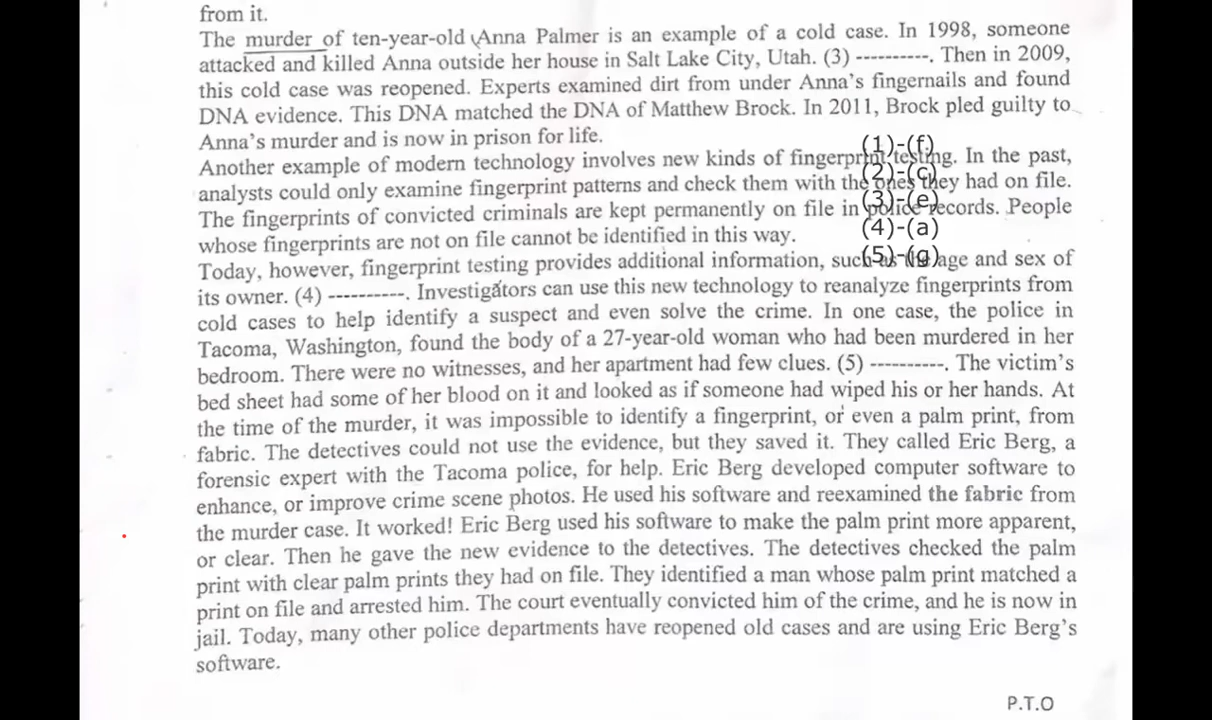 from it.
The murder of ten-year-old Anna Palmer is an example of a cold case. In 1998, someone
attacked and killed Anna outside her house in Salt Lake City, Utah. (3) ----------. Then in 2009,
this cold case was reopened. Experts examined dirt from under Anna's fingernails and found
DNA evidence. This DNA matched the DNA of Matthew Brock. In 2011, Brock pled guilty to
Anna's murder and is now in prison for life.
(1)-(f)
Another example of modern technology involves new kinds of fingerprint testing. In the past,
(2)-(c)
analysts could only examine fingerprint patterns and check them with the ones they had on file.
(3)-(e)
The fingerprints of convicted criminals are kept permanently on file in police records. People
(4)-(a)
whose fingerprints are not on file cannot be identified in this way.
(5)-(g)
Today, however, fingerprint testing provides additional information, such as the age and sex of
its owner. (4) ----------. Investigators can use this new technology to reanalyze fingerprints from
cold cases to help identify a suspect and even solve the crime. In one case, the police in
Tacoma, Washington, found the body of a 27-year-old woman who had been murdered in her
bedroom. There were no witnesses, and her apartment had few clues. (5) ----------. The victim's
bed sheet had some of her blood on it and looked as if someone had wiped his or her hands. At
the time of the murder, it was impossible to identify a fingerprint, or even a palm print, from
fabric. The detectives could not use the evidence, but they saved it. They called Eric Berg, a
forensic expert with the Tacoma police, for help. Eric Berg developed computer software to
enhance, or improve crime scene photos. He used his software and reexamined the fabric from
the murder case. It worked! Eric Berg used his software to make the palm print more apparent,
or clear. Then he gave the new evidence to the detectives. The detectives checked the palm
print with clear palm prints they had on file. They identified a man whose palm print matched a
print on file and arrested him. The court eventually convicted him of the crime, and he is now in
jail. Today, many other police departments have reopened old cases and are using Eric Berg's
software.
P.T.O